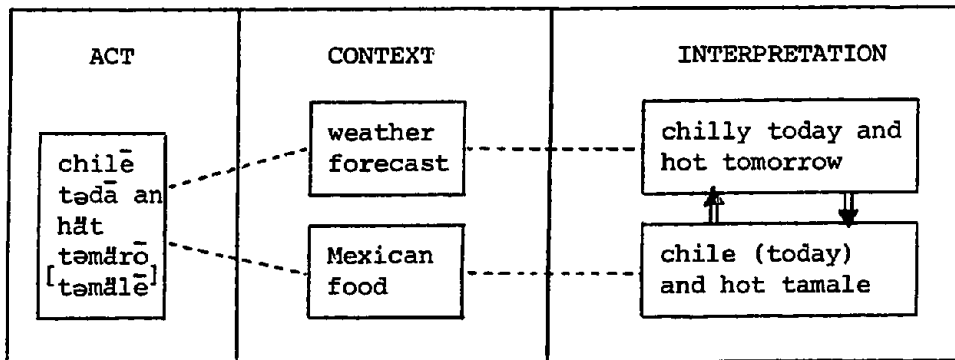 ACT
CONTEXT
INTERPRETATION
chilē
tədā an
hät
təmärō
[təmälē]
weather
forecast
Mexican
food
chilly today and
hot tomorrow
chile (today)
and hot tamale